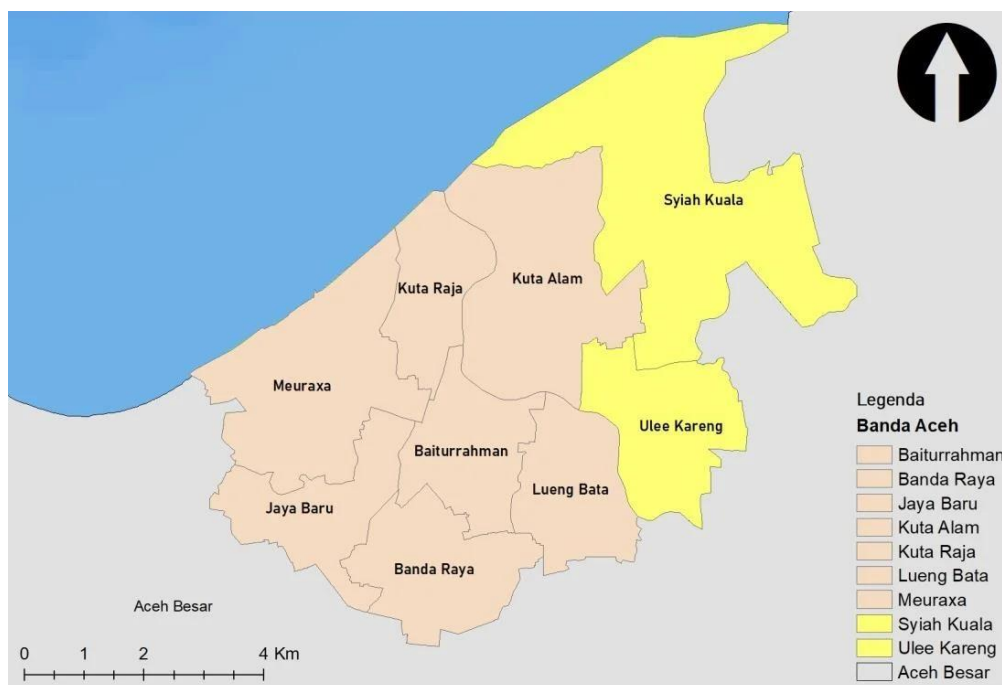 Syiah Kuala
Kuta Alam
Kuta Raja
Meuraxa
Ulee Kareng
Baiturrahman
Lueng Bata
Jaya Baru
Banda Raya
Aceh Besar
0 1 2 4 Km
Legenda
Banda Aceh
Baiturrahman
Banda Raya
Jaya Baru
Kuta Alam
Kuta Raja
Lueng Bata
Meuraxa
Syiah Kuala
Ulee Kareng
Aceh Besar